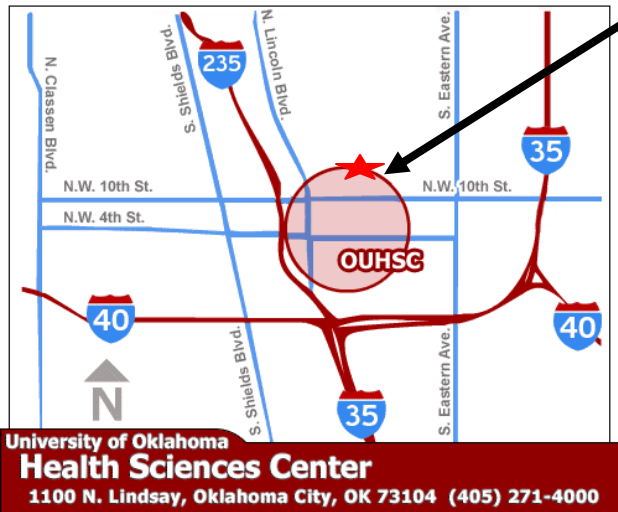 N. Classen Blvd.
S. Shields Blvd.
235
N. Lincoln Blvd.
S. Eastern Ave.
35
N.W. 10th St.
N.W. 10th St.
N.W. 4th St.
OUHSC
40
40
N
S. Shields Blvd.
35
S. Eastern Ave.
University of Oklahoma
Health Sciences Center
1100 N. Lindsay, Oklahoma City, OK 73104 (405) 271-4000